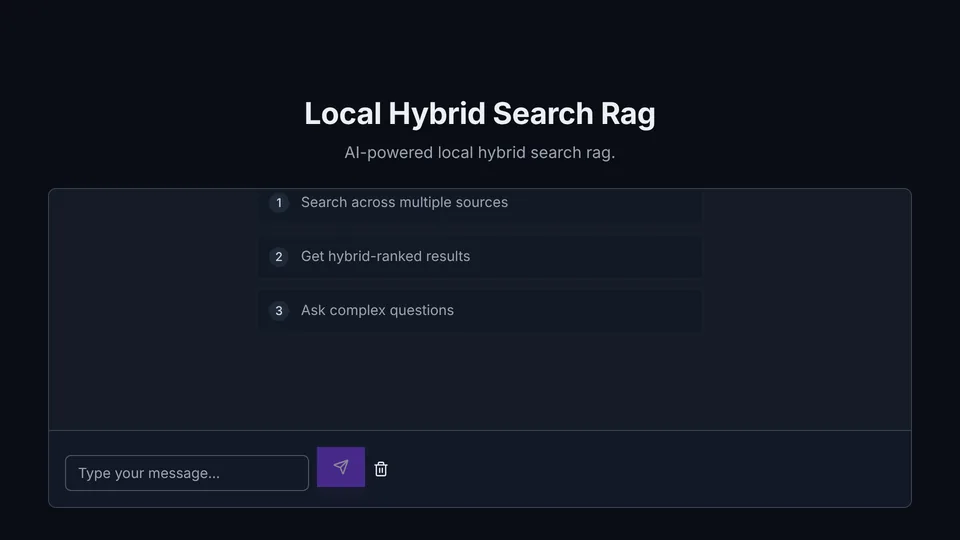 Local Hybrid Search Rag
AI-powered local hybrid search rag.
1 Search across multiple sources
2 Get hybrid-ranked results
3 Ask complex questions
Type your message...